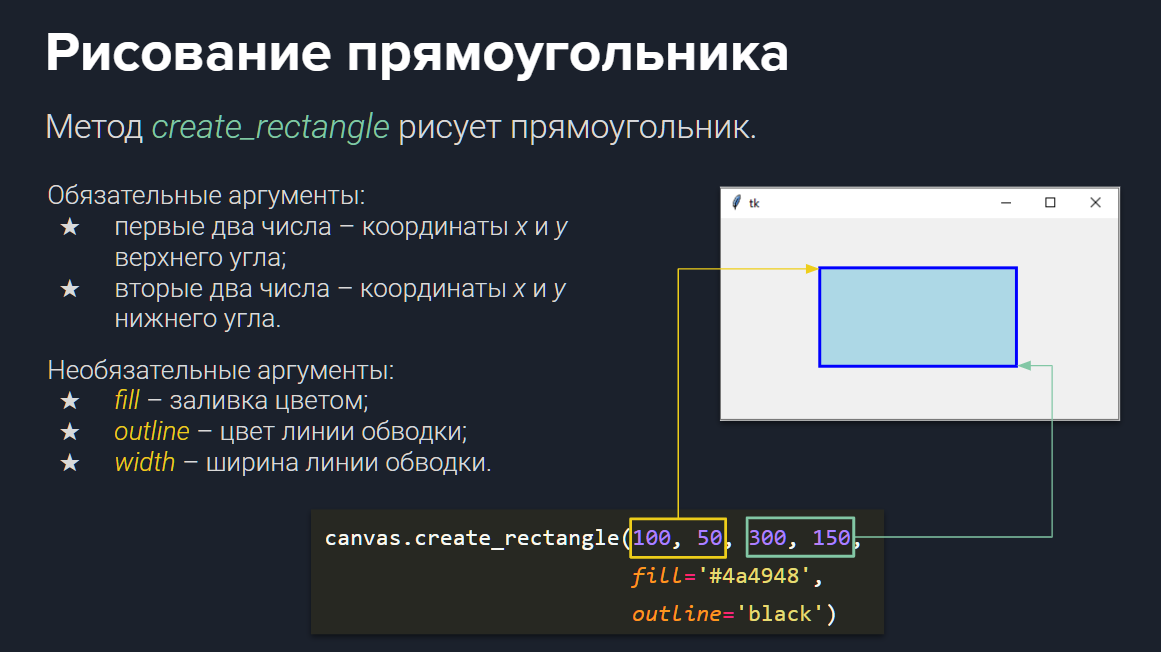 Рисование прямоугольника
Метод create_rectangle рисует прямоугольник.
Обязательные аргументы:
★ первые два числа – координаты x и y
верхнего угла;
★ вторые два числа – координаты x и y
нижнего угла.
Необязательные аргументы:
★ fill – заливка цветом;
★ outline – цвет линии обводки;
★ width – ширина линии обводки.
tk
canvas.create_rectangle(100, 50, 300, 150,
fill='#4a4948',
outline='black')